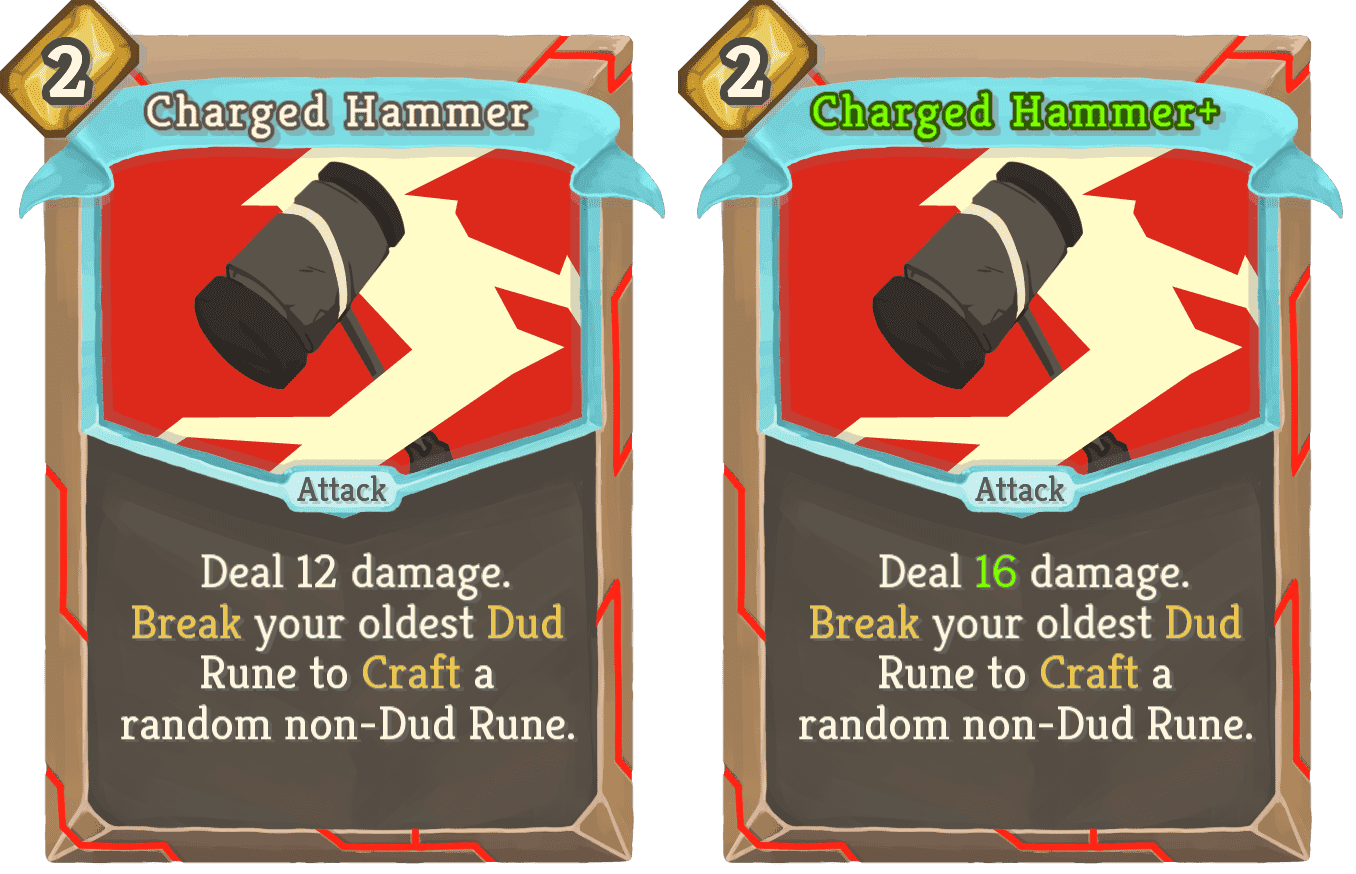 2
Charged Hammer
Attack
Deal 12 damage.
Break your oldest Dud
Rune to Craft a
random non-Dud Rune.
2
Charged Hammer+
Attack
Deal 16 damage.
Break your oldest Dud
Rune to Craft a
random non-Dud Rune.